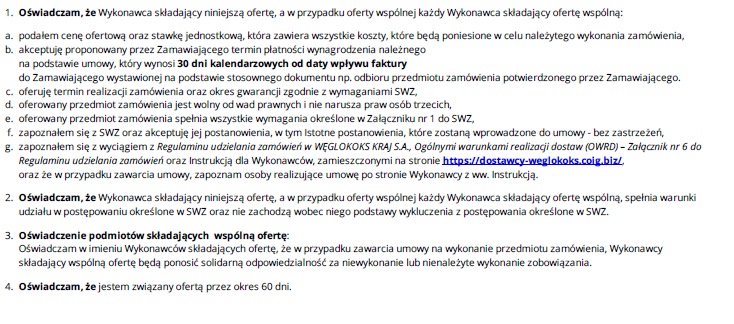 1. Oświadczam, że Wykonawca składający niniejszą ofertę, a w przypadku oferty wspólnej każdy Wykonawca składający ofertę wspólną:
a. podałem cenę ofertową oraz stawkę jednostkową, która zawiera wszystkie koszty, które będą poniesione w celu należytego wykonania zamówienia,
b. akceptuję proponowany przez Zamawiającego termin płatności wynagrodzenia należnego
na podstawie umowy, który wynosi 30 dni kalendarzowych od daty wpływu faktury
do Zamawiającego wystawionej na podstawie stosownego dokumentu np. odbioru przedmiotu zamówienia potwierdzonego przez Zamawiającego.
c. oferuję termin realizacji zamówienia oraz okres gwarancji zgodnie z wymaganiami SWZ,
d. oferowany przedmiot zamówienia jest wolny od wad prawnych i nie narusza praw osób trzecich,
e. oferowany przedmiot zamówienia spełnia wszystkie wymagania określone w Załączniku nr 1 do SWZ,
f. zapoznałem się z SWZ oraz akceptuję jej postanowienia, w tym Istotne postanowienia, które zostaną wprowadzone do umowy - bez zastrzeżeń,
g. zapoznałem się z wyciągiem z Regulaminu udzielania zamówień w WĘGLOKOKS KRAJ S.A., Ogólnymi warunkami realizacji dostaw (OWRD) – Załącznik nr 6 do
Regulaminu udzielania zamówień oraz Instrukcją dla Wykonawców, zamieszczonymi na stronie https://dostawcy-weglokoks.coig.biz/,
oraz że w przypadku zawarcia umowy, zapoznam osoby realizujące umowę po stronie Wykonawcy z ww. Instrukcją.
2. Oświadczam, że Wykonawca składający niniejszą ofertę, a w przypadku oferty wspólnej każdy Wykonawca składający ofertę wspólną, spełnia warunki
udziału w postępowaniu określone w SWZ oraz nie zachodzą wobec niego podstawy wykluczenia z postępowania określone w SWZ.
3. Oświadczenie podmiotów składających wspólną ofertę:
Oświadczam w imieniu Wykonawców składających ofertę, że w przypadku zawarcia umowy na wykonanie przedmiotu zamówienia, Wykonawcy
składający wspólną ofertę będą ponosić solidarną odpowiedzialność za niewykonanie lub nienależyte wykonanie zobowiązania.
4. Oświadczam, że jestem związany ofertą przez okres 60 dni.